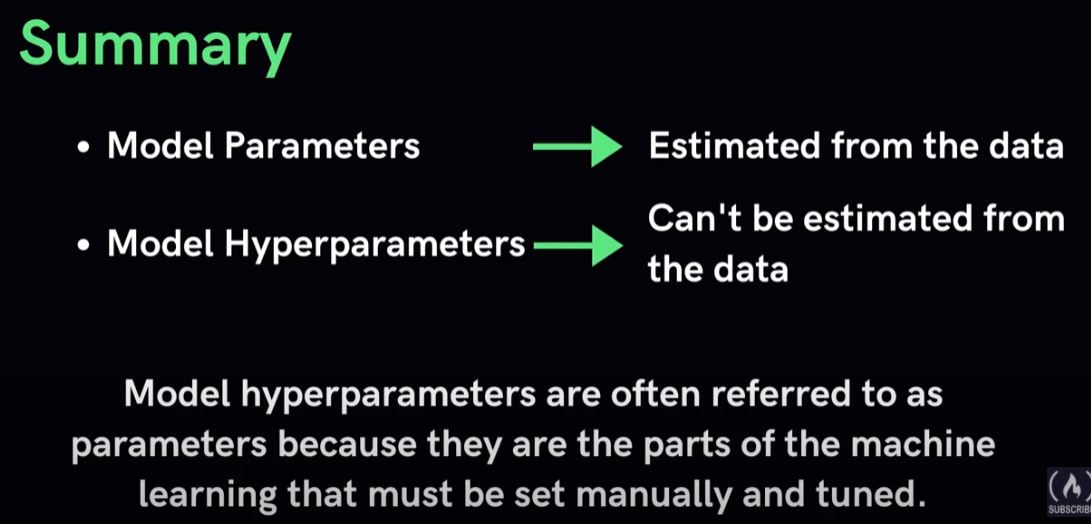 Summary
• Model Parameters
Estimated from the data
• Model Hyperparameters
Can't be estimated from
the data
Model hyperparameters are often referred to as
parameters because they are the parts of the machine
learning that must be set manually and tuned.